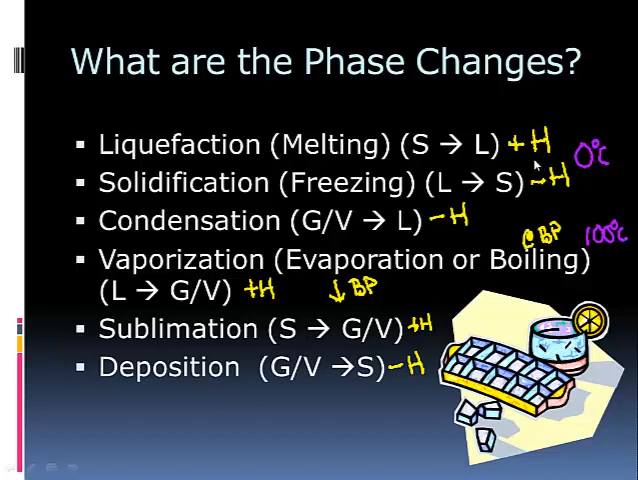 What are the Phase Changes?
Liquefaction (Melting) (S → L) +H 0°C
Solidification (Freezing) (L → S) -H
Condensation (G/V → L) -H
@ BP 100°C
Vaporization (Evaporation or Boiling)
(L → G/V) +H ↓ BP
Sublimation (S → G/V) +H
Deposition (G/V →S) -H